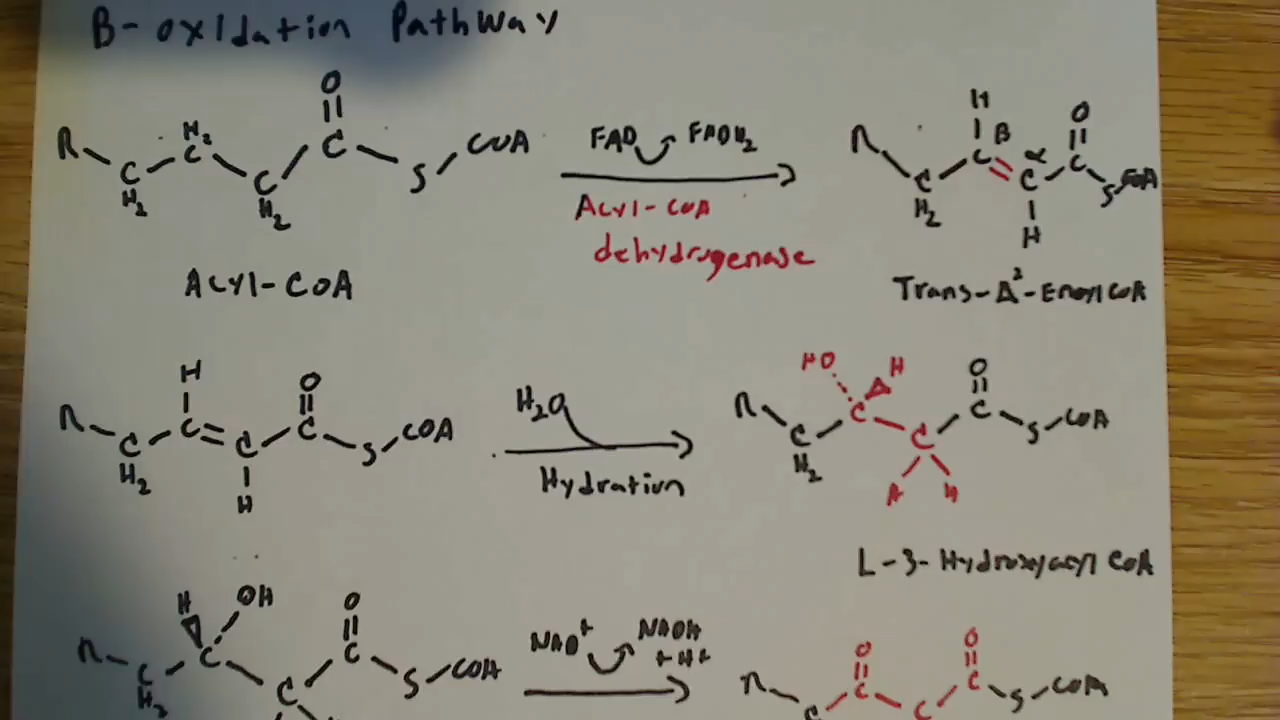 B-oxidation Pathway
O
R C H2 C H2 C H2 C S COA
FAD FADH2
Acyl-COA
dehydrogenase
H O
R C H2 C B C α H C S COA
Acyl-COA
Trans-Δ²-Enoyl COA
H O
R C H2 C C H C S COA
H2O
Hydration
HO H O
R C H2 C C H H C S COA
L-3-Hydroxyacyl COA
H OH O
R C H2 C C C S COA
NAD+ NADH
+H+
O O
R C C C C S COA